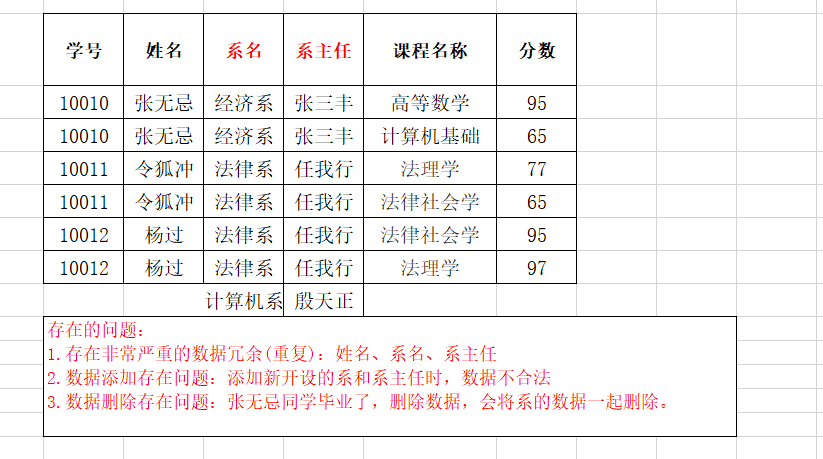 学号 姓名 系名 系主任 课程名称 分数
10010 张无忌 经济系 张三丰 高等数学 95
10010 张无忌 经济系 张三丰 计算机基础 65
10011 令狐冲 法律系 任我行 法理学 77
10011 令狐冲 法律系 任我行 法律社会学 65
10012 杨过 法律系 任我行 法律社会学 95
10012 杨过 法律系 任我行 法理学 97
计算机系 殷天正
存在的问题：
1.存在非常严重的数据冗余(重复)：姓名、系名、系主任
2.数据添加存在问题：添加新开设的系和系主任时，数据不合法
3.数据删除存在问题：张无忌同学毕业了，删除数据，会将系的数据一起删除。